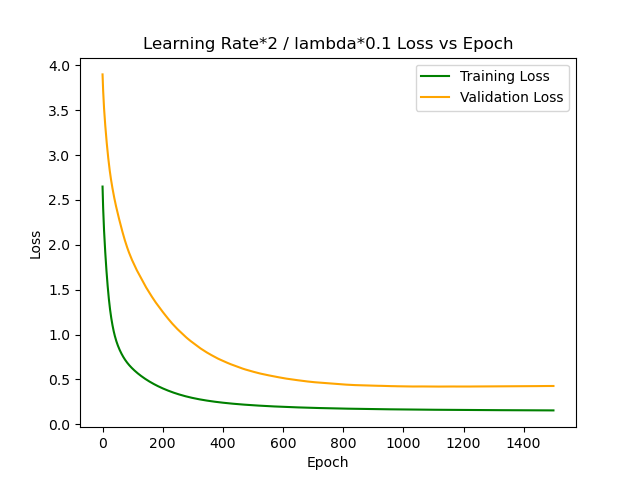 Learning Rate*2 / lambda*0.1 Loss vs Epoch
Training Loss
Validation Loss
4.0
3.5
3.0
2.5
2.0
1.5
1.0
0.5
0.0
Loss
0 200 400 600 800 1000 1200 1400
Epoch